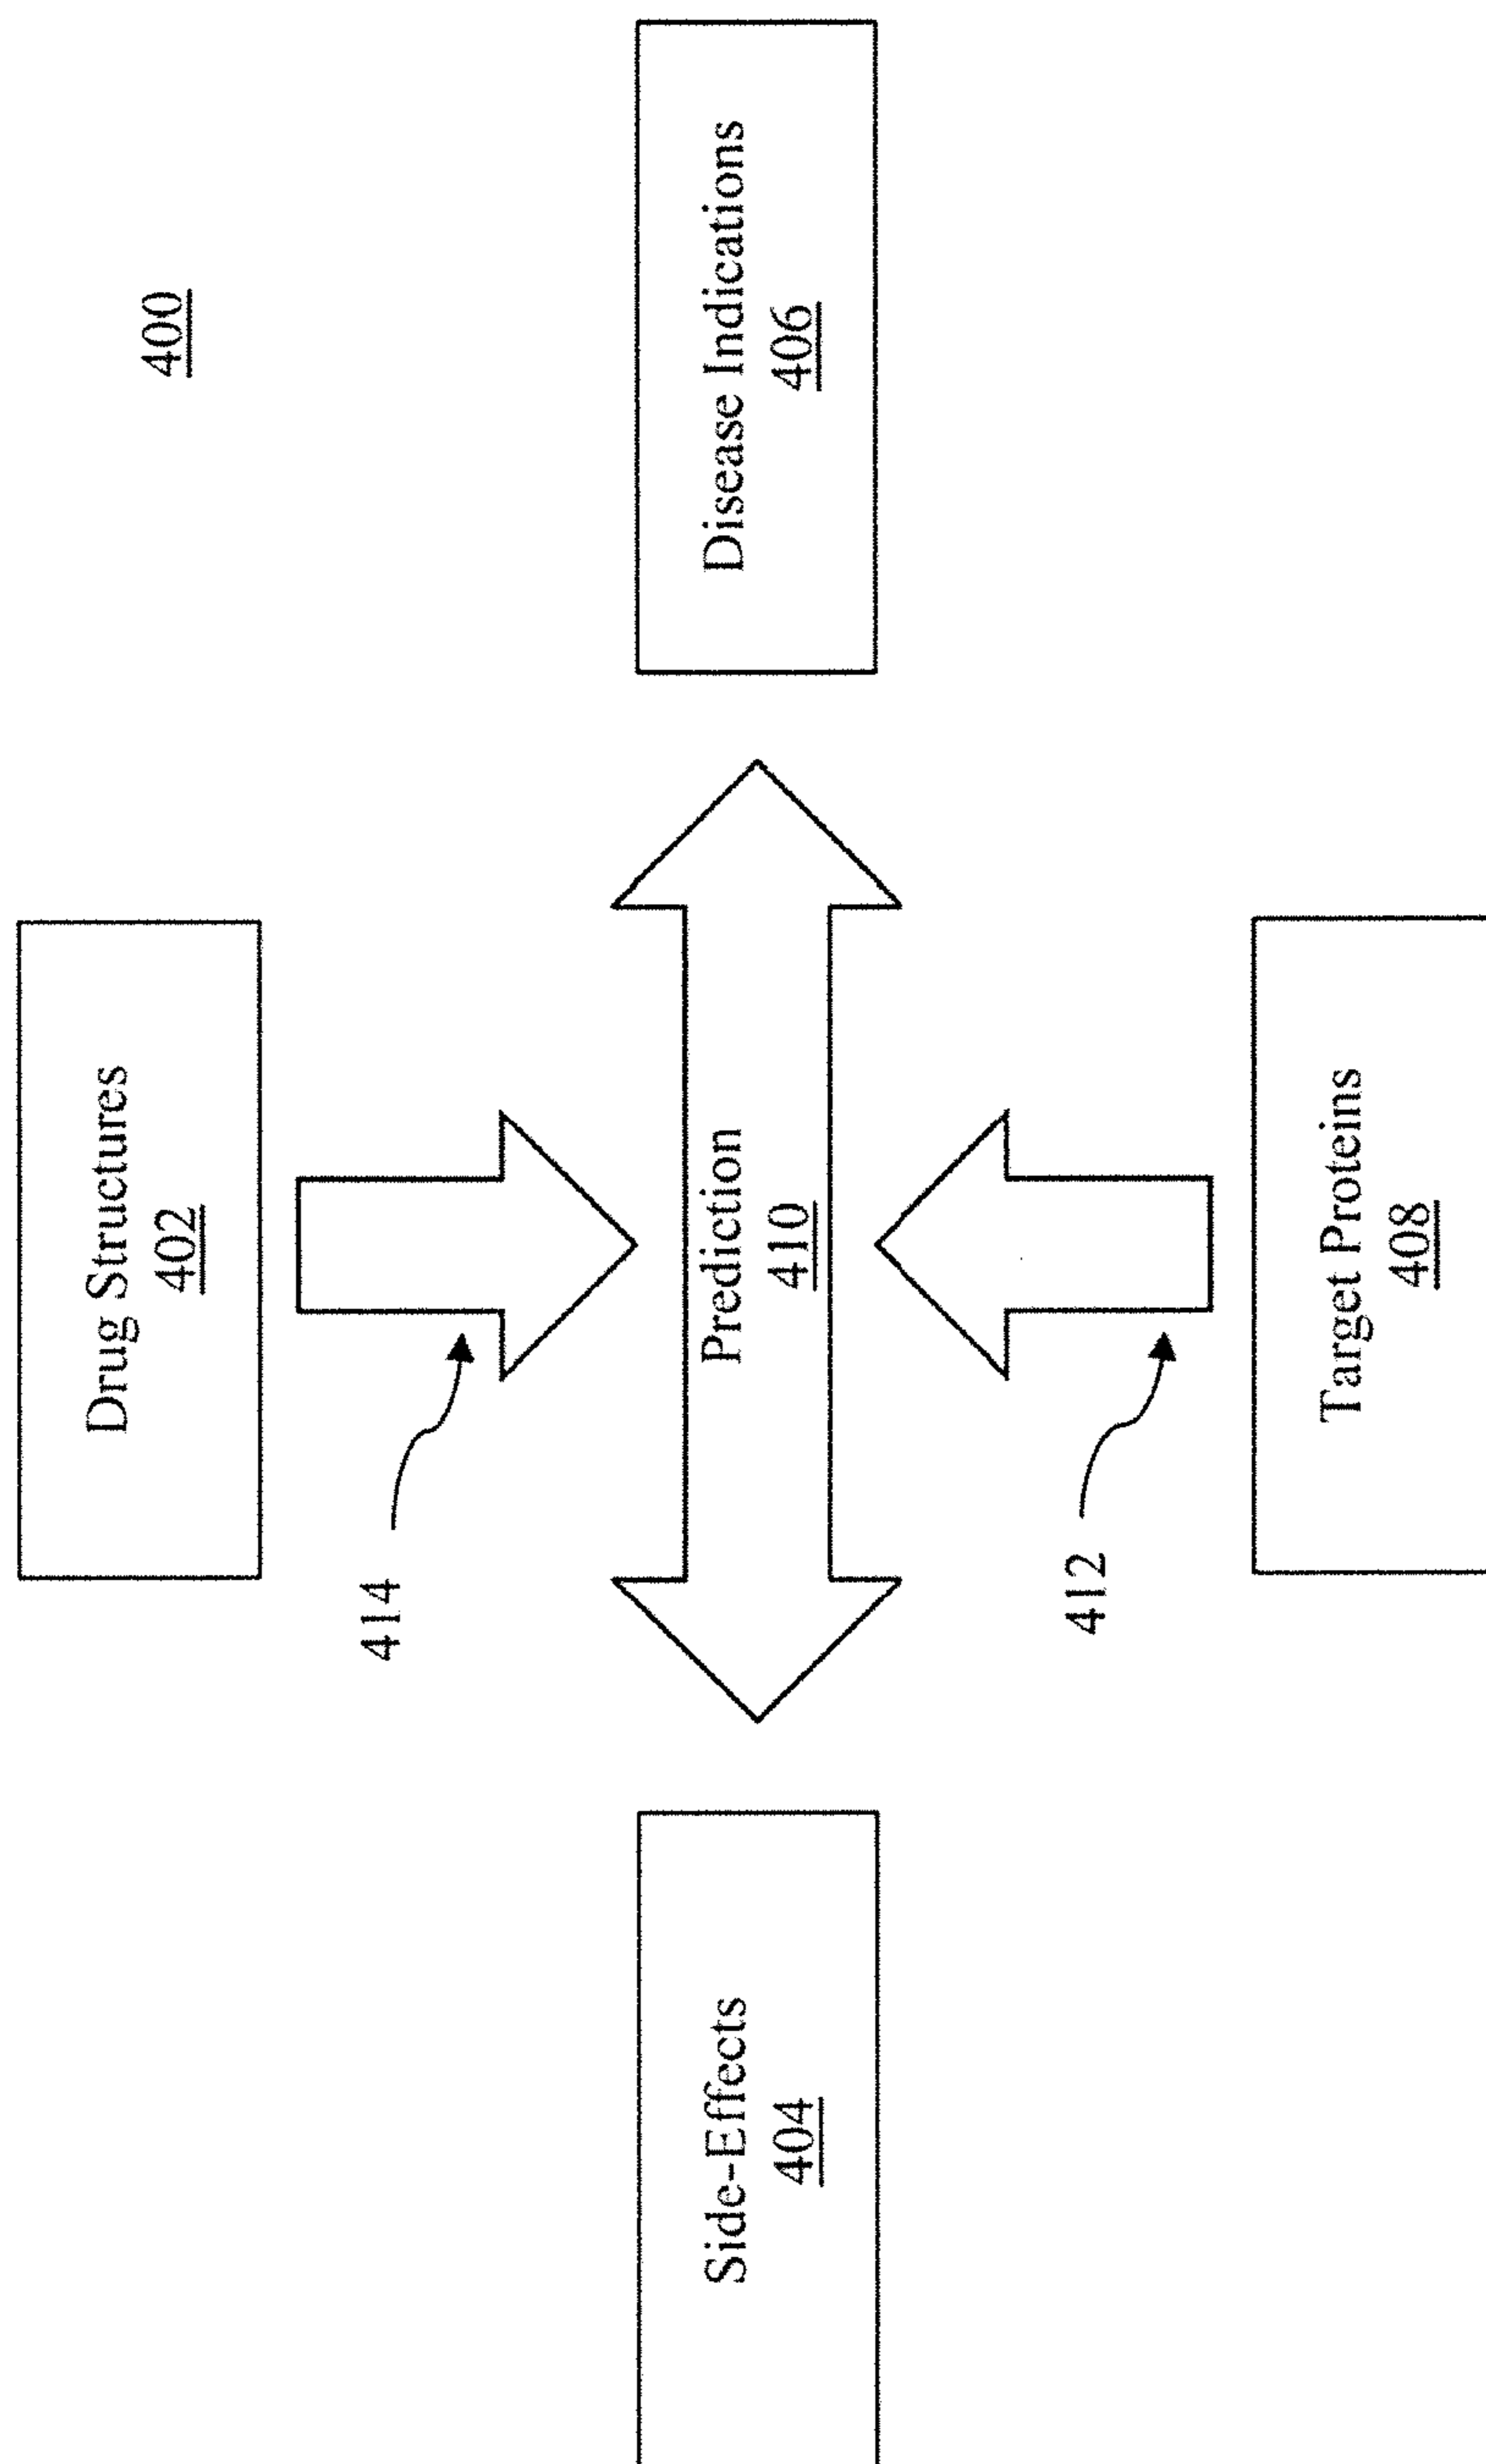 400
Drug Structures
402
414
Side-Effects
404
Prediction
410
Disease Indications
406
412
Target Proteins
408